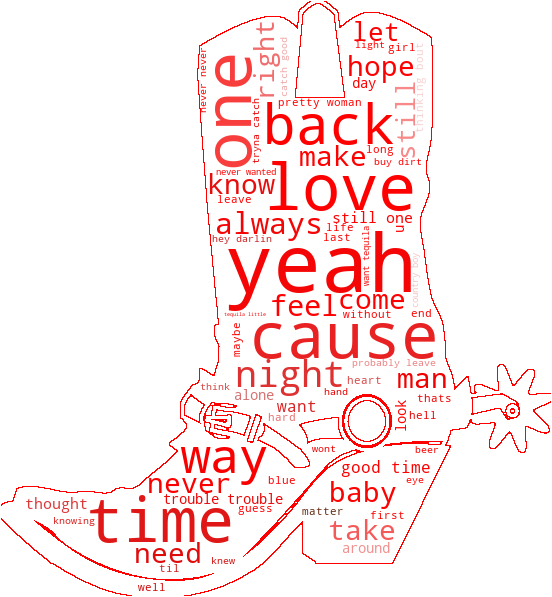 let
light girl
never never
one
right
catch good
hope
day
still
thinking bout
pretty woman
tryna catch
back
make
long
buy dirt
never wanted
know
leave
love
always
still one
u
hey darlin
life
last
want tequila
yeah
country boy
feel
come
tequila little
without
end
maybe
cause
probably leave
night
heart
man
think
alone
hand
thats
want
hard
look
hell
wont
way
beer
good time
eye
never
blue
trouble trouble
baby
thought
guess
matter
first
knowing
time
take
around
need
knew
til
well